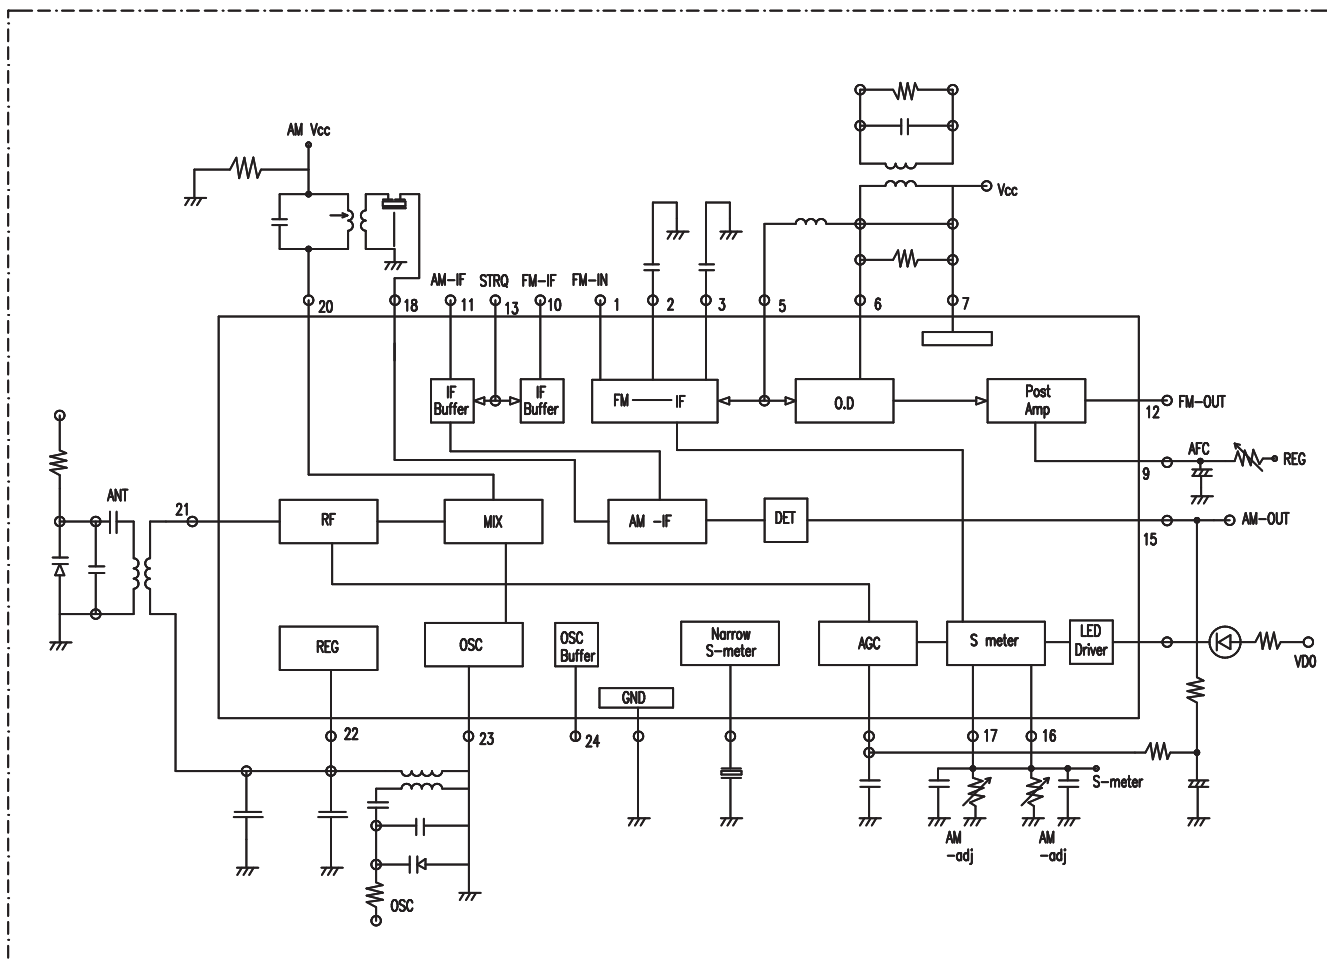 AM Vcc
Vcc
AM-IF
STRQ
FM-IF
FM-IN
20
18
11
13
10
1
2
3
5
6
7
IF
Buffer
IF
Buffer
FM
IF
O.D
Post
Amp
12
FM-OUT
AFC
REG
9
ANT
21
RF
MIX
AM -IF
DET
AM-OUT
15
REG
OSC
OSC
Buffer
Narrow
S-meter
AGC
S meter
LED
Driver
VDO
GND
22
23
24
17
16
S-meter
AM
-adj
AM
-adj
OSC